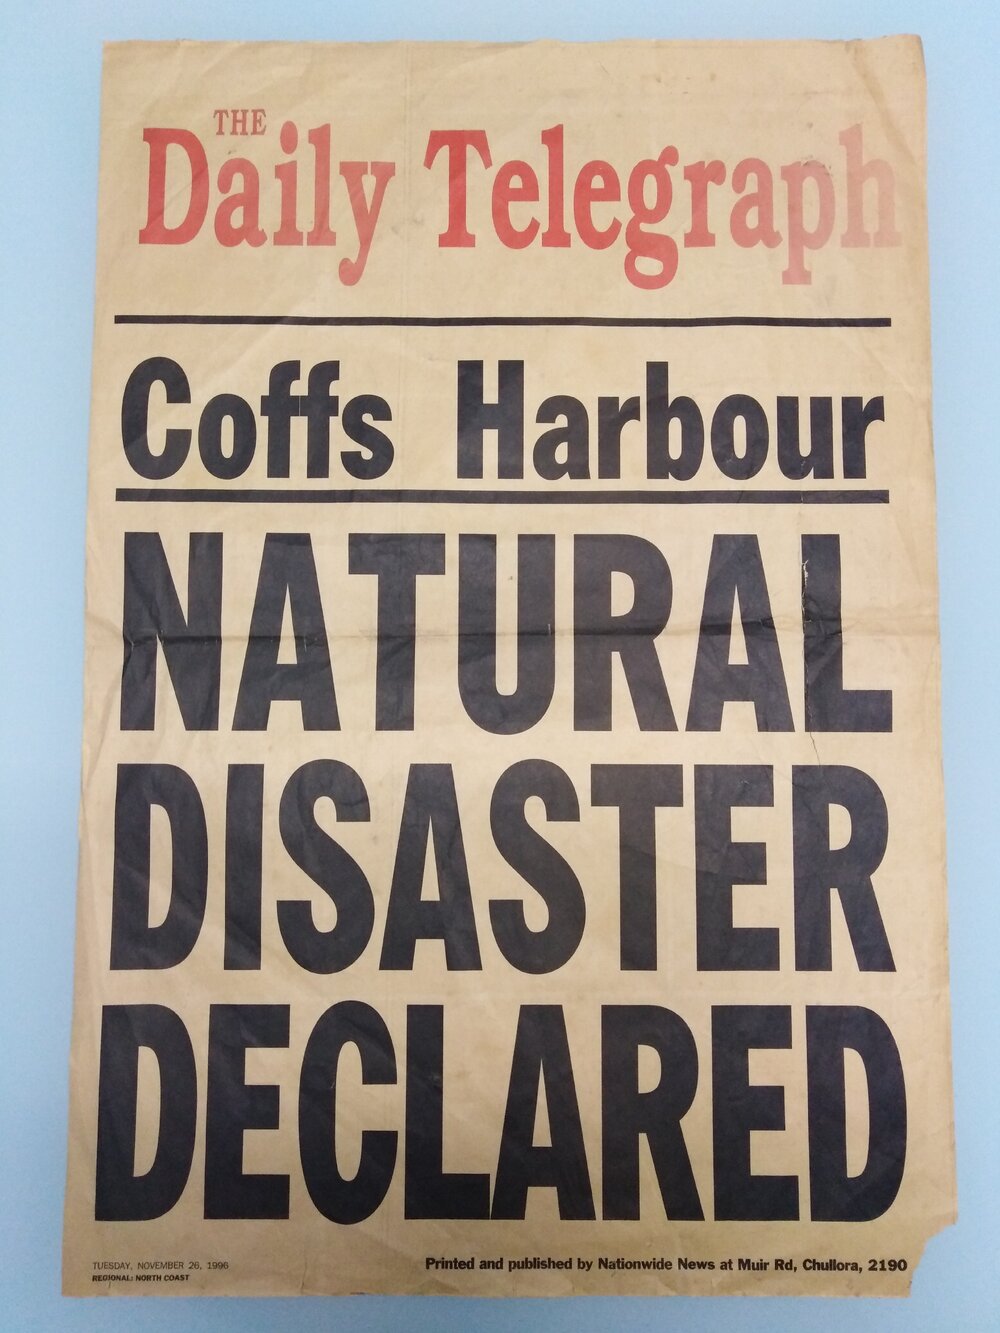 THE
Daily Telegraph
Coffs Harbour
NATURAL
DISASTER
DECLARED
TUESDAY, NOVEMBER 26, 1996
REGIONAL: NORTH COAST
Printed and published by Nationwide News at Muir Rd, Chullora, 2190